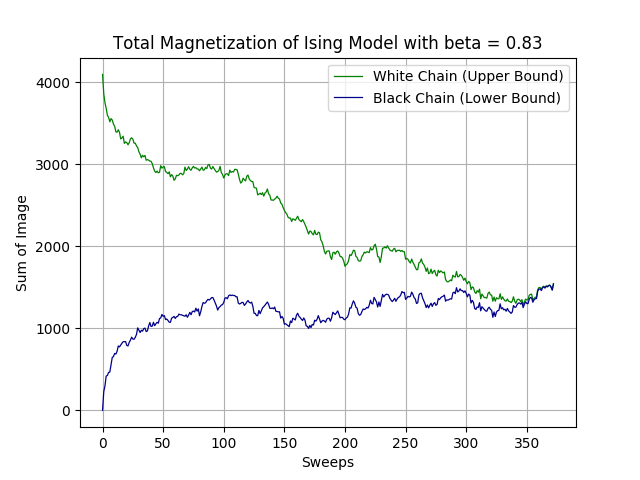 Total Magnetization of Ising Model with beta = 0.83
White Chain (Upper Bound)
Black Chain (Lower Bound)
Sum of Image
4000
3000
2000
1000
0
0 50 100 150 200 250 300 350
Sweeps